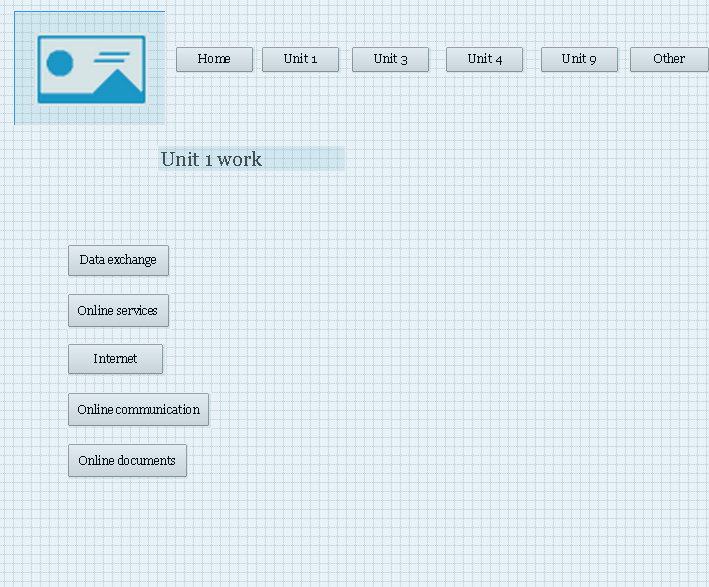 Home Unit 1 Unit 3 Unit 4 Unit 9 Other
Unit 1 work
Data exchange
Online services
Internet
Online communication
Online documents